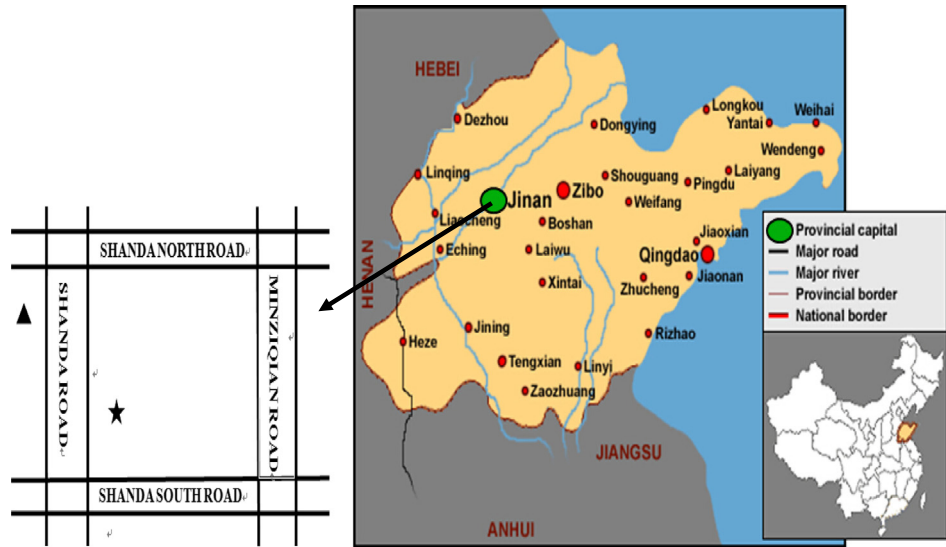 SHANDA NORTH ROAD
SHANDA ROAD
MINZIQIAN ROAD
SHANDA SOUTH ROAD
HEBEI
Dezhou
Linqing
Liaocheng
Eching
HENAN
Heze
Jining
Jinan
Zibo
Boshan
Laiwu
Xintai
Tengxian
Zaozhuang
Linyi
Dongying
Shouguang
Weifang
Longkou
Yantai
Weihai
Wendeng
Laiyang
Pingdu
Jiaoxian
Qingdao
Jiaonan
Zhucheng
Rizhao
JIANGSU
ANHUI
Provincial capital
Major road
Major river
Provincial border
National border